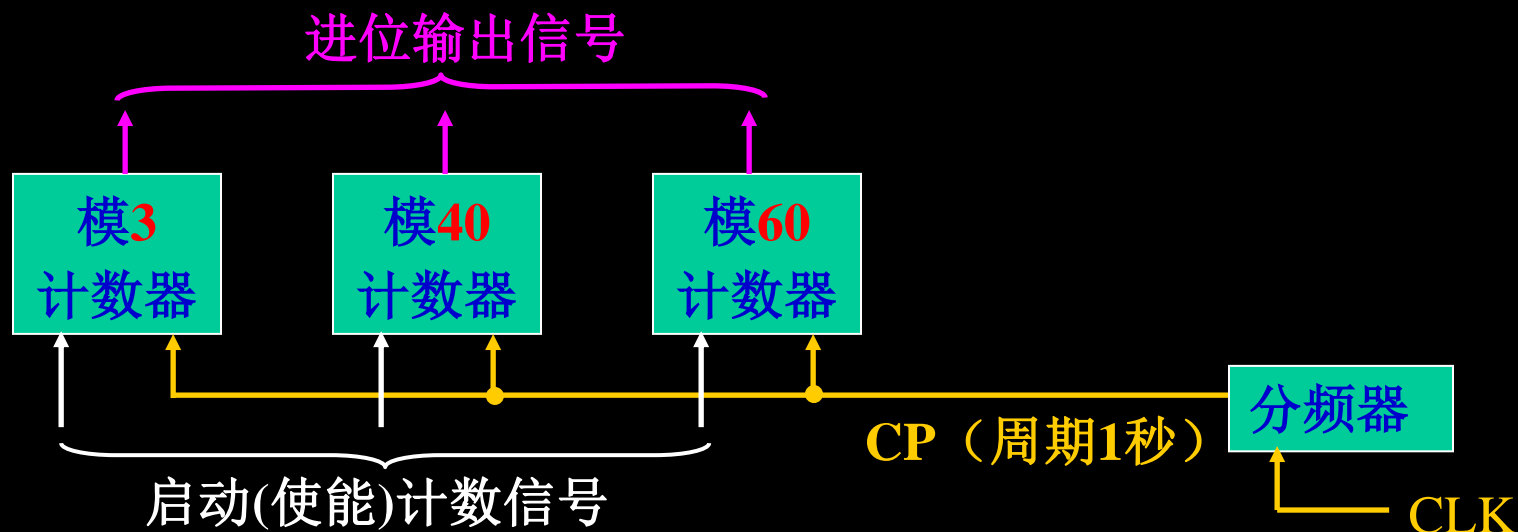 进位输出信号
模3
计数器
模40
计数器
模60
计数器
分频器
CP（周期1秒）
启动(使能)计数信号
CLK